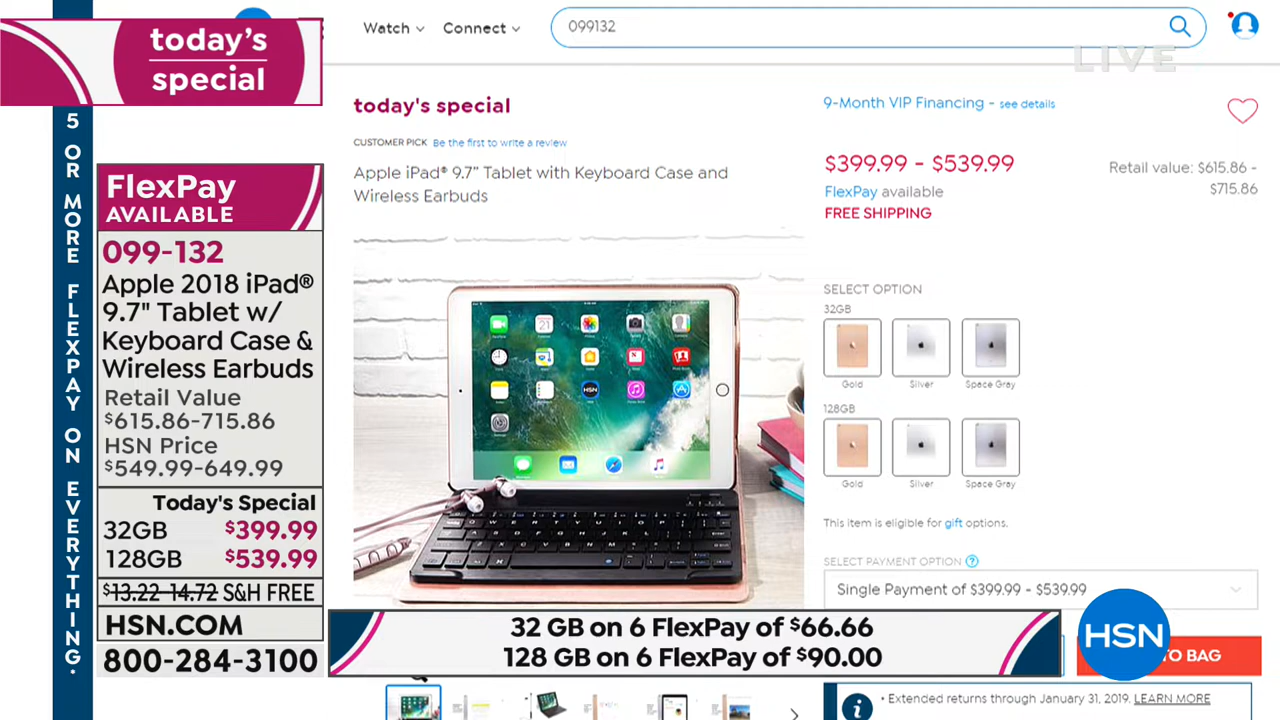 today's
special
5 OR MORE FLEXPAY ON EVERYTHING.
FlexPay
AVAILABLE
099-132
Apple 2018 iPad®
9.7" Tablet w/
Keyboard Case &
Wireless Earbuds
Retail Value
$615.86-715.86
HSN Price
$549.99-649.99
Today's Special
32GB $399.99
128GB $539.99
$13.22-14.72 S&H FREE
HSN.COM
800-284-3100
Watch Connect 099132
LIVE
today's special
CUSTOMER PICK Be the first to write a review
Apple iPad® 9.7" Tablet with Keyboard Case and
Wireless Earbuds
9-Month VIP Financing - see details
$399.99 - $539.99
Retail value: $615.86 -
$715.86
FlexPay available
FREE SHIPPING
SELECT OPTION
32GB
Gold Silver Space Gray
128GB
Gold Silver Space Gray
This item is eligible for gift options.
SELECT PAYMENT OPTION ?
Single Payment of $399.99 - $539.99
32 GB on 6 FlexPay of $66.66
128 GB on 6 FlexPay of $90.00
HSN
TO BAG
• Extended returns through January 31, 2019. LEARN MORE